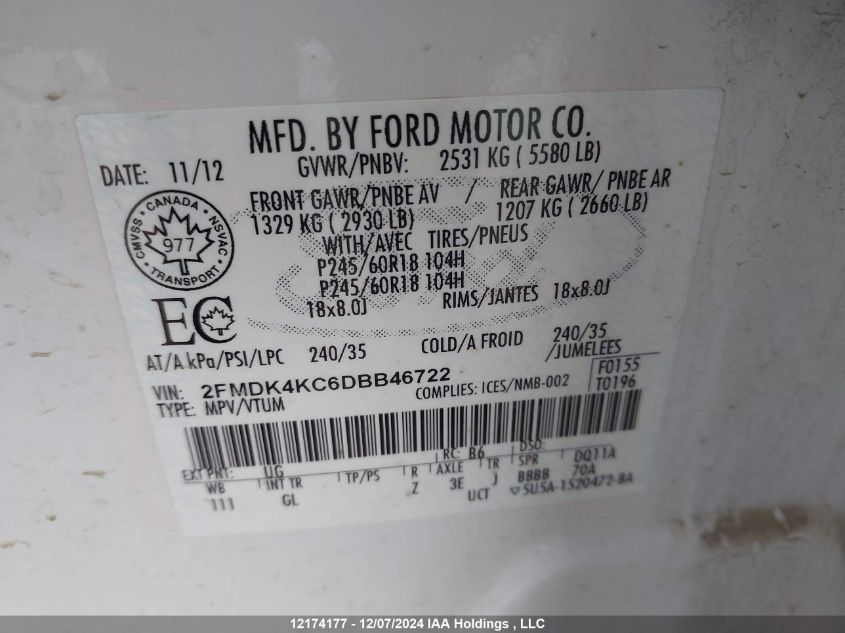 MFD. BY FORD MOTOR CO.
DATE: 11/12 GVWR/PNBV: 2531 KG ( 5580 LB)
FRONT GAWR/PNBE AV / REAR GAWR/ PNBE AR
1329 KG ( 2930 LB) 1207 KG ( 2660 LB)
CMVSS • CANADA • NSVAC • TRANSPORT •
977
WITH/AVEC TIRES/PNEUS
P245/60R18 104H
P245/60R18 104H
18x8.0J RIMS/JANTES 18x8.0J
EC
AT/A kPa/PSI/LPC 240/35 COLD/A FROID 240/35
/JUMELEES
VIN: 2FMDK4KC6DBB46722 COMPLIES: ICES/NMB-002 F0155
TYPE: MPV/VTUM T0196
EXT PNT: UG RC: B6 DSO:
WB INT TR TP/PS R AXLE TR SPR DQ11A
111 GL Z 3E J BBBB 70A
UCT ▽5U5A-1520472-8A
12174177 - 12/07/2024 IAA Holdings , LLC